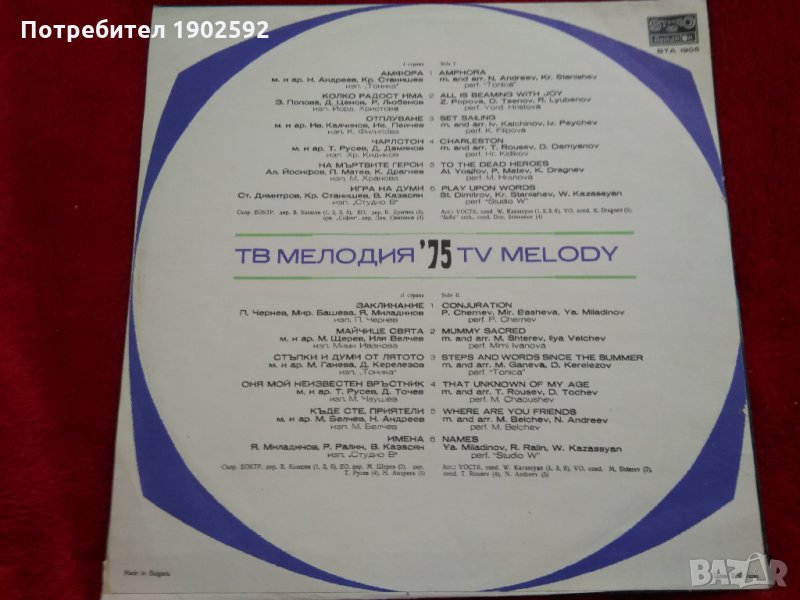 Потребител 1902592
STEREO
Балкантон
ВТА 1905
I страна
АМФОРА 1
м. и ар. Н. Андреев, Кр. Станишев
изп. „Тоника“
КОЛКО РАДОСТ ИМА 2
З. Попова, Д. Ценов, Р. Любенов
изп. Йорд. Христова
ОТПЛУВАНЕ 3
м. и ар. Ив. Калчинов, Ив. Пейчев
изп. К. Филипова
ЧАРЛСТОН 4
м. и ар. Т. Русев, Д. Дамянов
изп. Хр. Кидиков
НА МЪРТВИТЕ ГЕРОИ 5
Ал. Йосифов, П. Матев, К. Драгнев
изп. М. Хранова
ИГРА НА ДУМИ 6
Ст. Димитров, Кр. Станишев, В. Казасян
изп. „Студио В“
Side I
AMPHORA
m. and arr. N. Andreev, Kr. Stanishev
perf. "Tonica"
ALL IS BEAMING WITH JOY
Z. Popova, D. Tsenov, R. Lyubenov
perf. Yord. Hristova
SET SAILING
m. and arr. Iv. Kalchinov, Iv. Peychev
perf. K. Filipova
CHARLESTON
m. and arr. T. Rousev, D. Damyanov
perf. Hr. Kidikov
TO THE DEAD HEROES
Al. Yosifov, P. Matev, K. Dragnev
perf. M. Hranova
PLAY UPON WORDS
St. Dimitrov, Kr. Stanishev, W. Kazassyan
perf. "Studio W"
ТВ МЕЛОДИЯ '75 TV MELODY
II страна
ЗАКЛИНАНИЕ 1
П. Чернев, Мир. Башева, Я. Миладинов
изп. П. Чернев
МАЙЧИЦЕ СВЯТА 2
м. и ар. М. Щерев, Иля Велчев
изп. Мими Иванова
СТЪПКИ И ДУМИ ОТ ЛЯТОТО 3
м. и ар. М. Ганева, Д. Керелезов
изп. „Тоника“
ОНЯ МОЙ НЕИЗВЕСТЕН ВРЪСТНИК 4
м. и ар. Т. Русев, Д. Точев
изп. М. Чаушев
КЪДЕ СТЕ, ПРИЯТЕЛИ 5
м. и ар. М. Белчев, Н. Андреев
изп. М. Белчев
ИМЕНА 6
Я. Миладинов, Р. Ралин, В. Казасян
изп. „Студио В“
Side II
CONJURATION
P. Chernev, Mir. Basheva, Ya. Miladinov
perf. P. Chernev
MUMMY SACRED
m. and arr. M. Shterev, Ilya Velchev
perf. Mimi Ivanova
STEPS AND WORDS SINCE THE SUMMER
m. and arr. M. Ganeva, D. Kerelezov
perf. "Tonica"
THAT UNKNOWN OF MY AGE
m. and arr. T. Rousev, D. Tochev
perf. M. Chaoushev
WHERE ARE YOU FRIENDS
m. and arr. M. Belchev, N. Andreev
perf. M. Belchev
NAMES
Ya. Miladinov, R. Ralin, W. Kazassyan
perf. "Studio W"
Made in Bulgaria
BAZAR